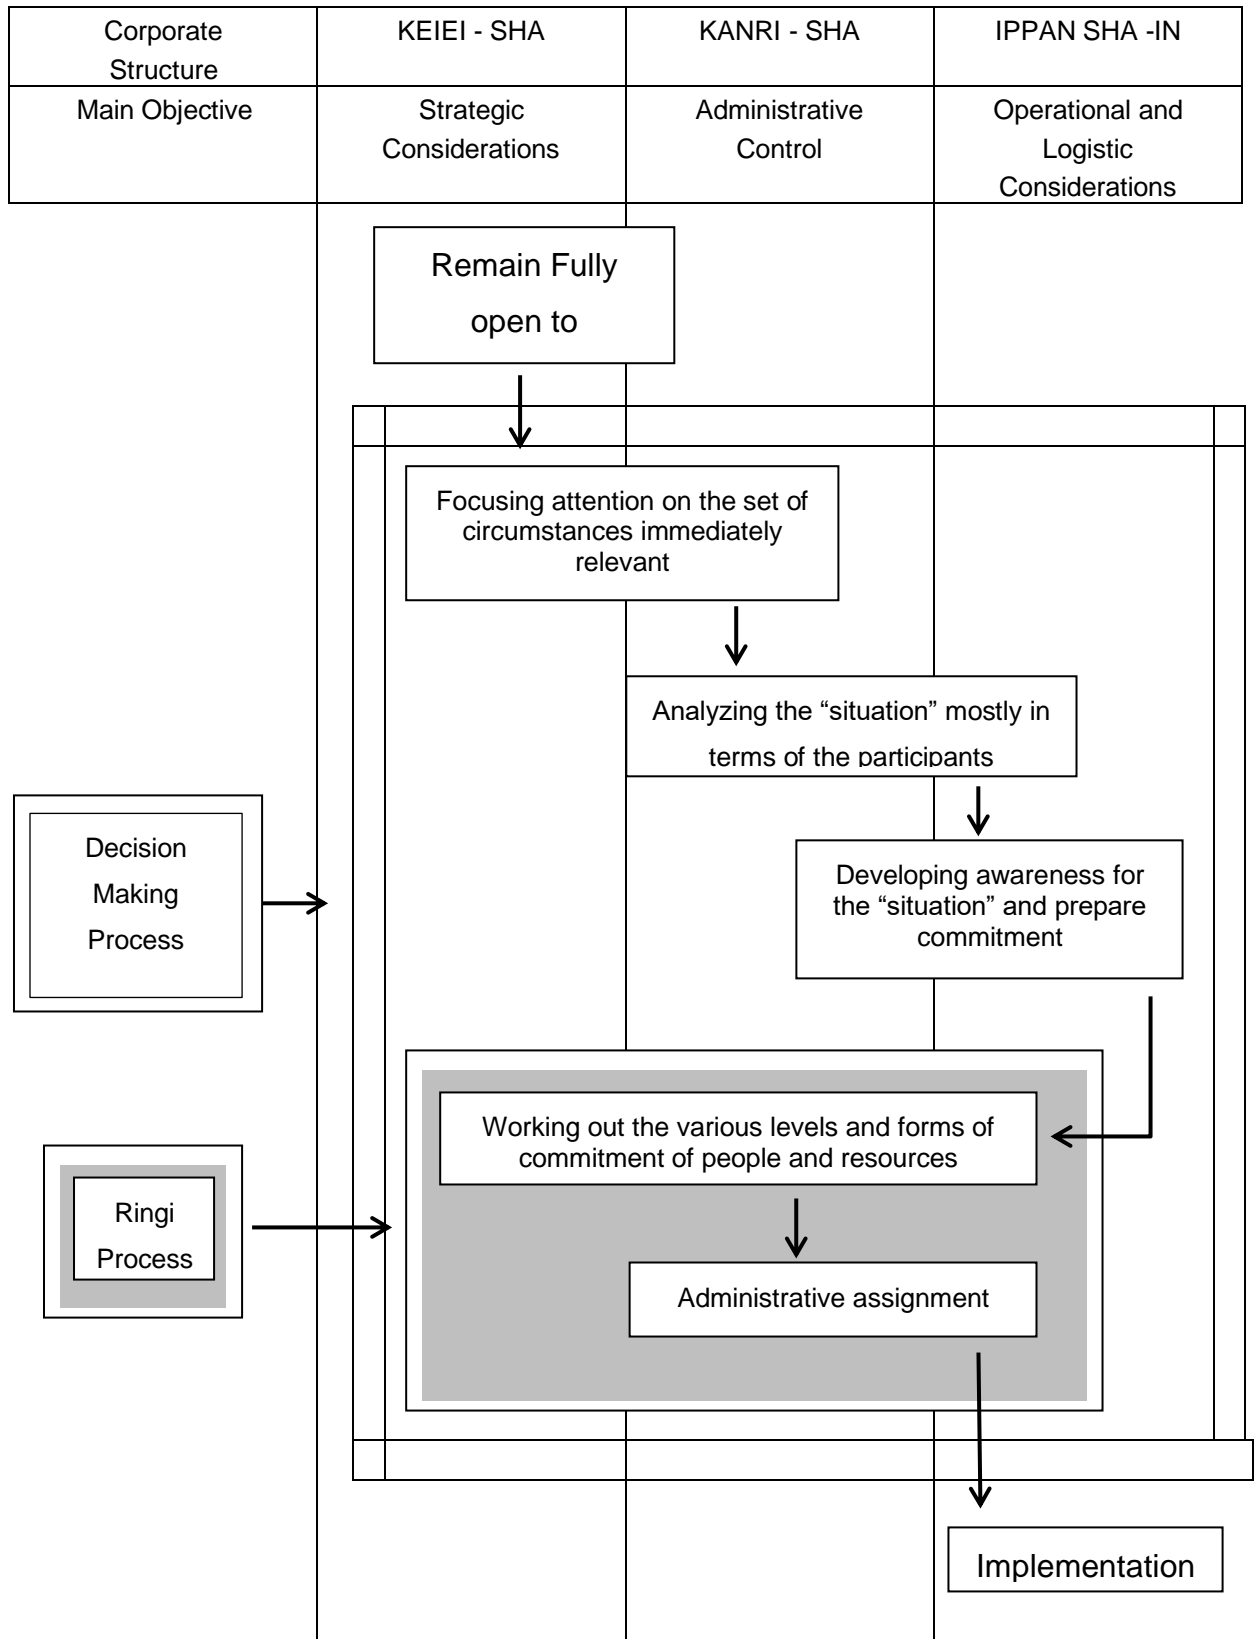 Corporate
Structure
KEIEI - SHA
KANRI - SHA
IPPAN SHA -IN
Main Objective
Strategic
Considerations
Administrative
Control
Operational and
Logistic
Considerations
Remain Fully
open to
Focusing attention on the set of
circumstances immediately
relevant
Analyzing the “situation” mostly in
terms of the participants
Decision
Making
Process
Developing awareness for
the “situation” and prepare
commitment
Working out the various levels and forms of
commitment of people and resources
Ringi
Process
Administrative assignment
Implementation